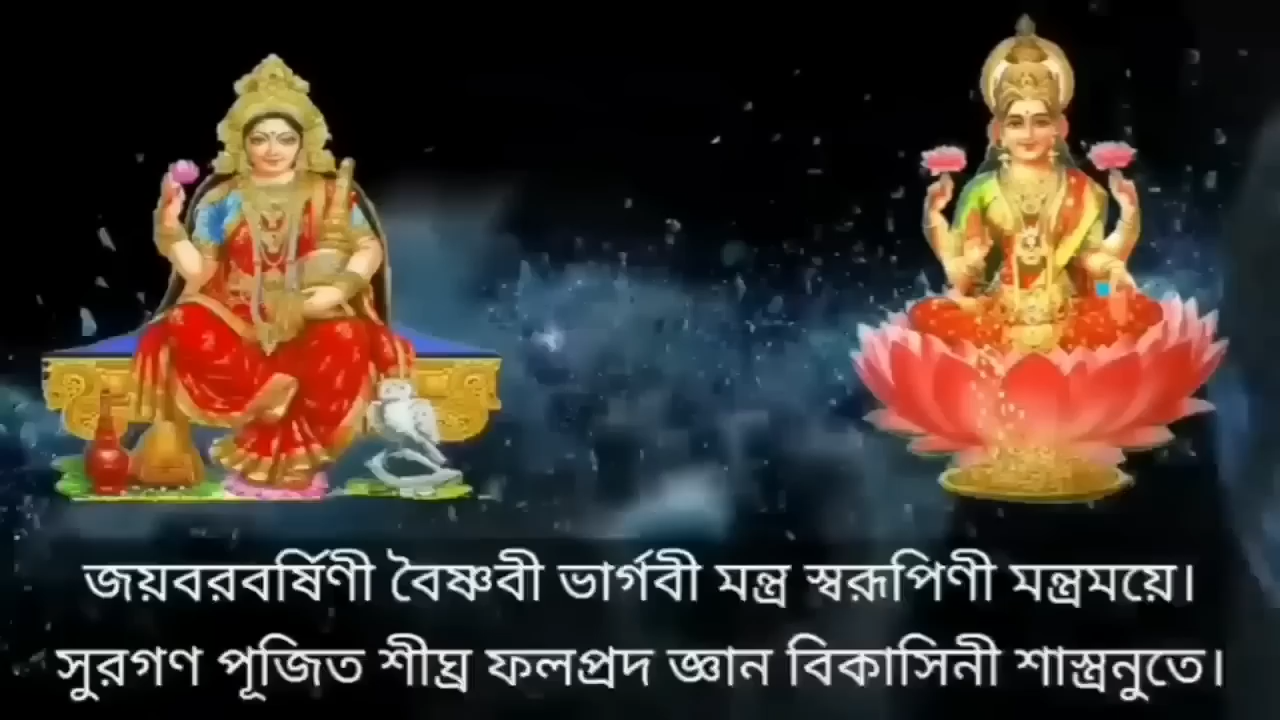 জয়বরবর্ষিণী বৈষ্ণবী ভার্গবী মন্ত্র স্বরূপিণী মন্ত্রময়ে।
সুরগণ পূজিত শীঘ্র ফলপ্রদ জ্ঞান বিকাসিনী শাস্ত্রনুতে।